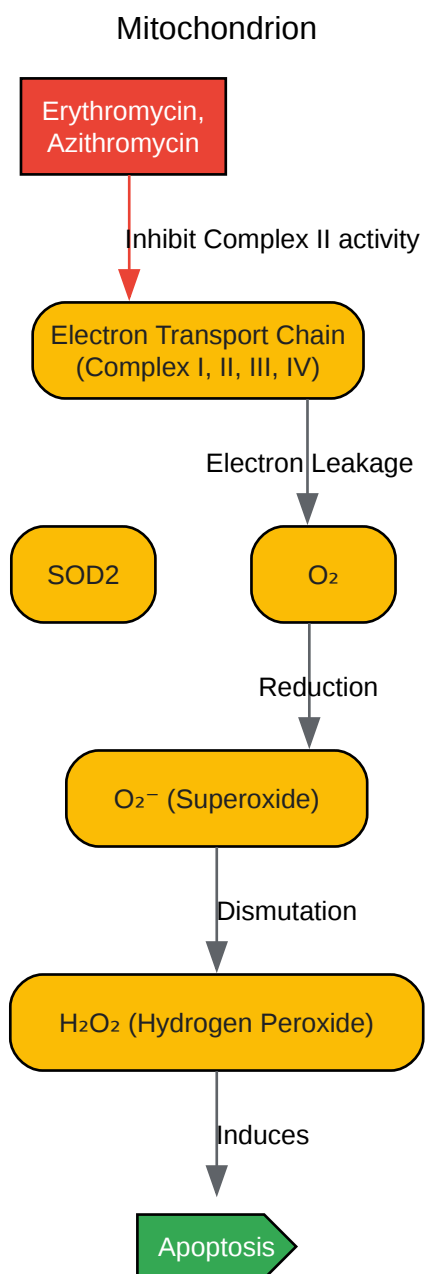 Mitochondrion
Erythromycin,
Azithromycin
Inhibit Complex II activity
Electron Transport Chain
(Complex I, II, III, IV)
Electron Leakage
SOD2
O₂
Reduction
O₂⁻ (Superoxide)
Dismutation
H₂O₂ (Hydrogen Peroxide)
Induces
Apoptosis